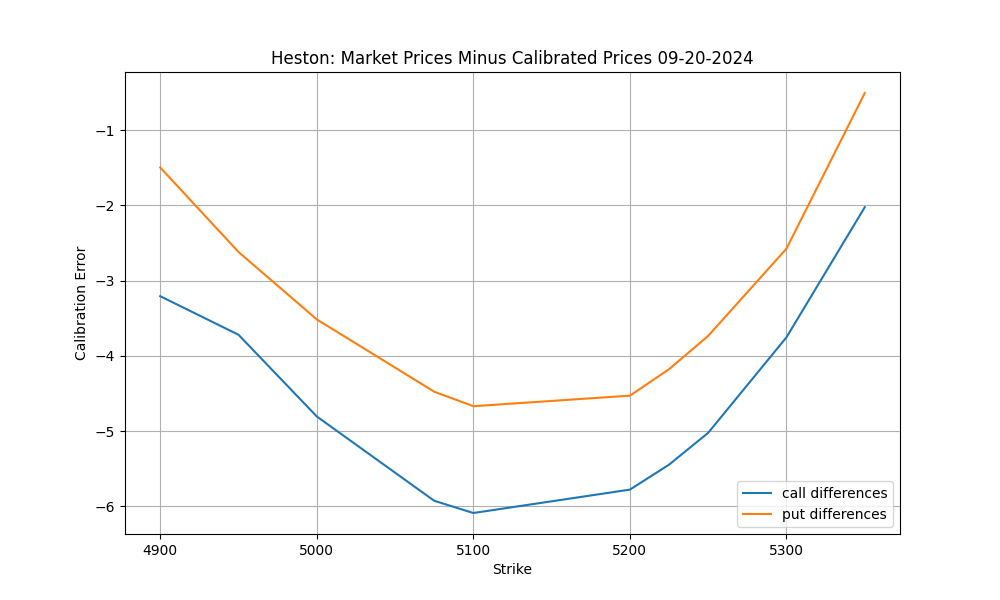 Heston: Market Prices Minus Calibrated Prices 09-20-2024
Calibration Error
−1
−2
−3
−4
−5
−6
4900
5000
5100
5200
5300
Strike
call differences
put differences